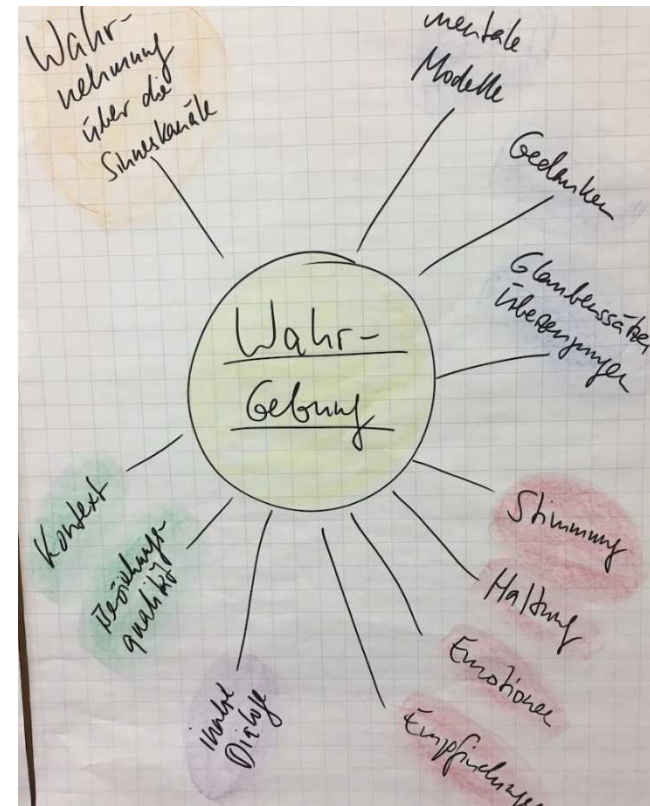 Wahr-
nehmung
über die
Sinneskanäle
mentale
Modelle
Gedanken
Glaubenssätze
Überzeugungen
Wahr-
Gebung
Stimmung
Haltung
Emotionen
Empfindungen
innere
Dialoge
Beziehungs-
qualität
Kontext